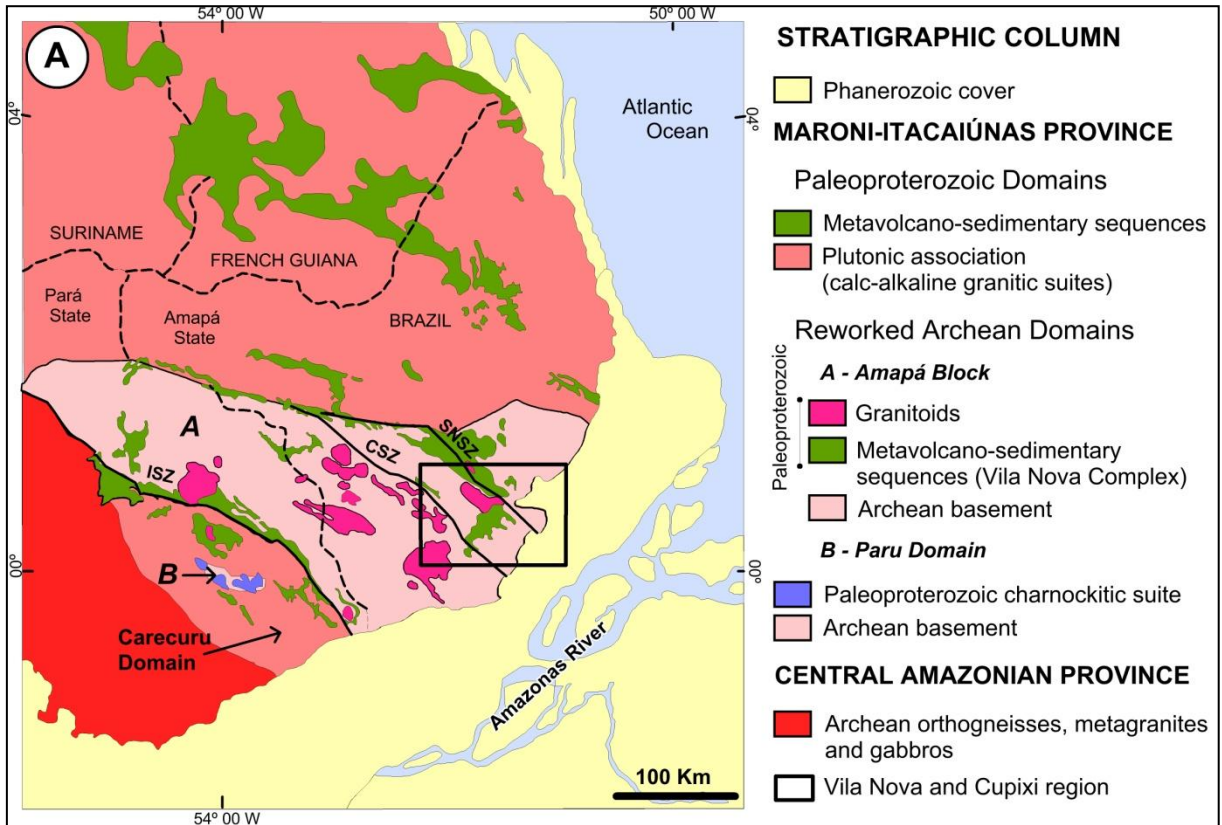 A
54° 00 W
50° 00 W
04°
04°
Atlantic
Ocean
SURINAME
FRENCH GUIANA
Pará
State
Amapá
State
BRAZIL
A
SNSZ
CSZ
ISZ
B
00°
00°
Carecuru
Domain
Amazonas River
100 Km
54° 00 W
STRATIGRAPHIC COLUMN
Phanerozoic cover
MARONI-ITACAIÚNAS PROVINCE
Paleoproterozoic Domains
Metavolcano-sedimentary sequences
Plutonic association
(calc-alkaline granitic suites)
Reworked Archean Domains
A - Amapá Block
Paleoproterozoic
Granitoids
Metavolcano-sedimentary
sequences (Vila Nova Complex)
Archean basement
B - Paru Domain
Paleoproterozoic charnockitic suite
Archean basement
CENTRAL AMAZONIAN PROVINCE
Archean orthogneisses, metagranites
and gabbros
Vila Nova and Cupixi region